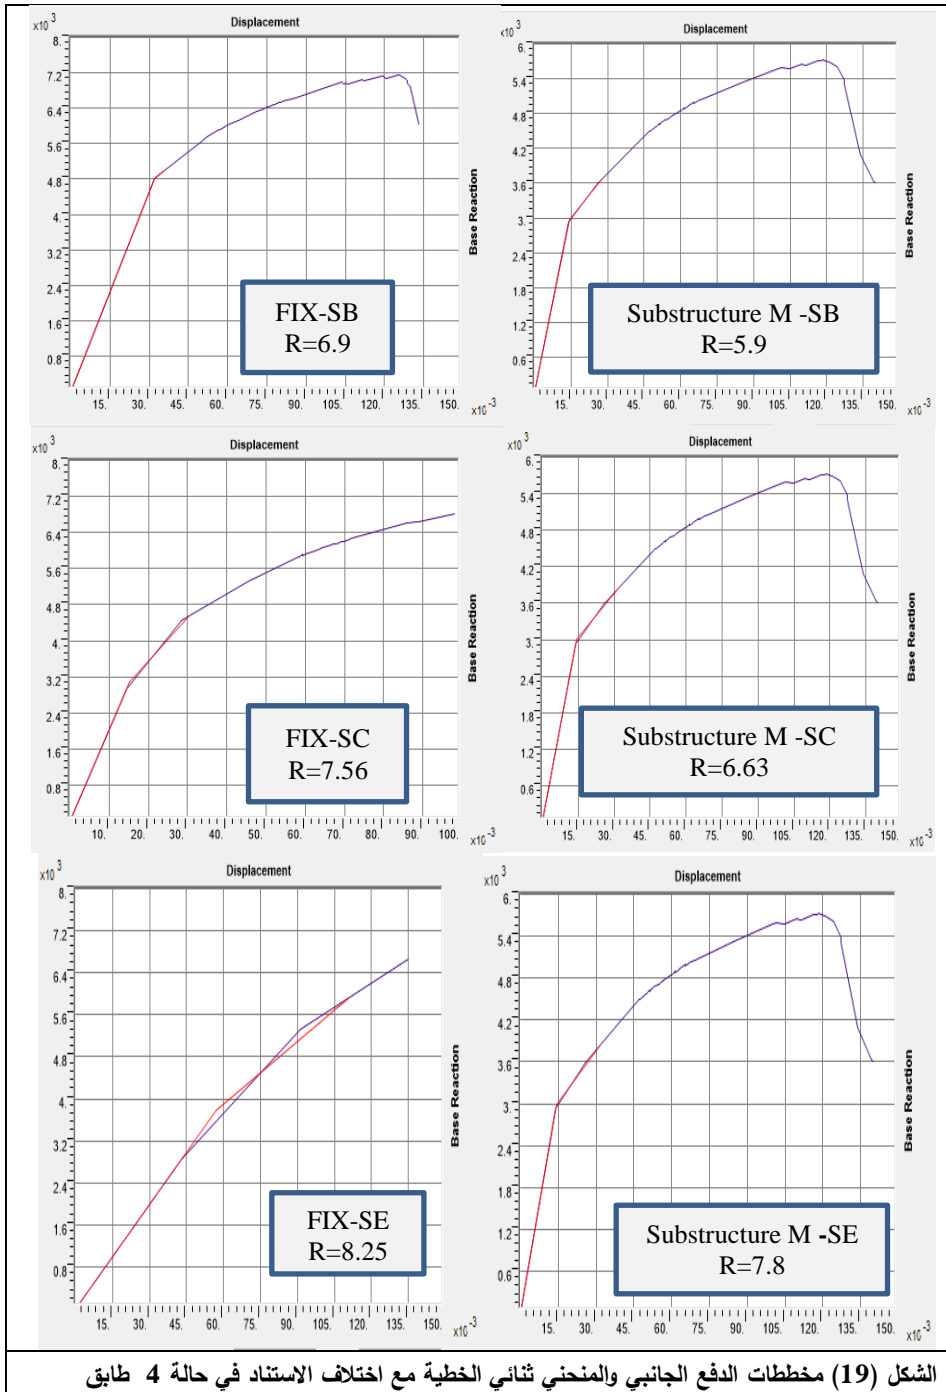 Displacement
x10 3
8.
7.2
6.4
5.6
4.8
4.
3.2
2.4
1.6
0.8
15. 30. 45. 60. 75. 90. 105. 120. 135. 150.
x10 -3
Base Reaction
FIX-SB
R=6.9
Displacement
x10 3
6.
5.4
4.8
4.2
3.6
3.
2.4
1.8
1.2
0.6
15. 30. 45. 60. 75. 90. 105. 120. 135. 150.
x10 -3
Base Reaction
Substructure M -SB
R=5.9
Displacement
x10 3
8.
7.2
6.4
5.6
4.8
4.
3.2
2.4
1.6
0.8
10. 20. 30. 40. 50. 60. 70. 80. 90. 100.
x10 -3
Base Reaction
FIX-SC
R=7.56
Displacement
x10 3
6.
5.4
4.8
4.2
3.6
3.
2.4
1.8
1.2
0.6
15. 30. 45. 60. 75. 90. 105. 120. 135. 150.
x10 -3
Base Reaction
Substructure M -SC
R=6.63
Displacement
x10 3
8.
7.2
6.4
5.6
4.8
4.
3.2
2.4
1.6
0.8
15. 30. 45. 60. 75. 90. 105. 120. 135. 150.
x10 -3
Base Reaction
FIX-SE
R=8.25
Displacement
x10 3
6.
5.4
4.8
4.2
3.6
3.
2.4
1.8
1.2
0.6
15. 30. 45. 60. 75. 90. 105. 120. 135. 150.
x10 -3
Base Reaction
Substructure M -SE
R=7.8
الشكل (19) مخططات الدفع الجانبي والمنحني ثنائي الخطية مع اختلاف الاستناد في حالة 4 طابق